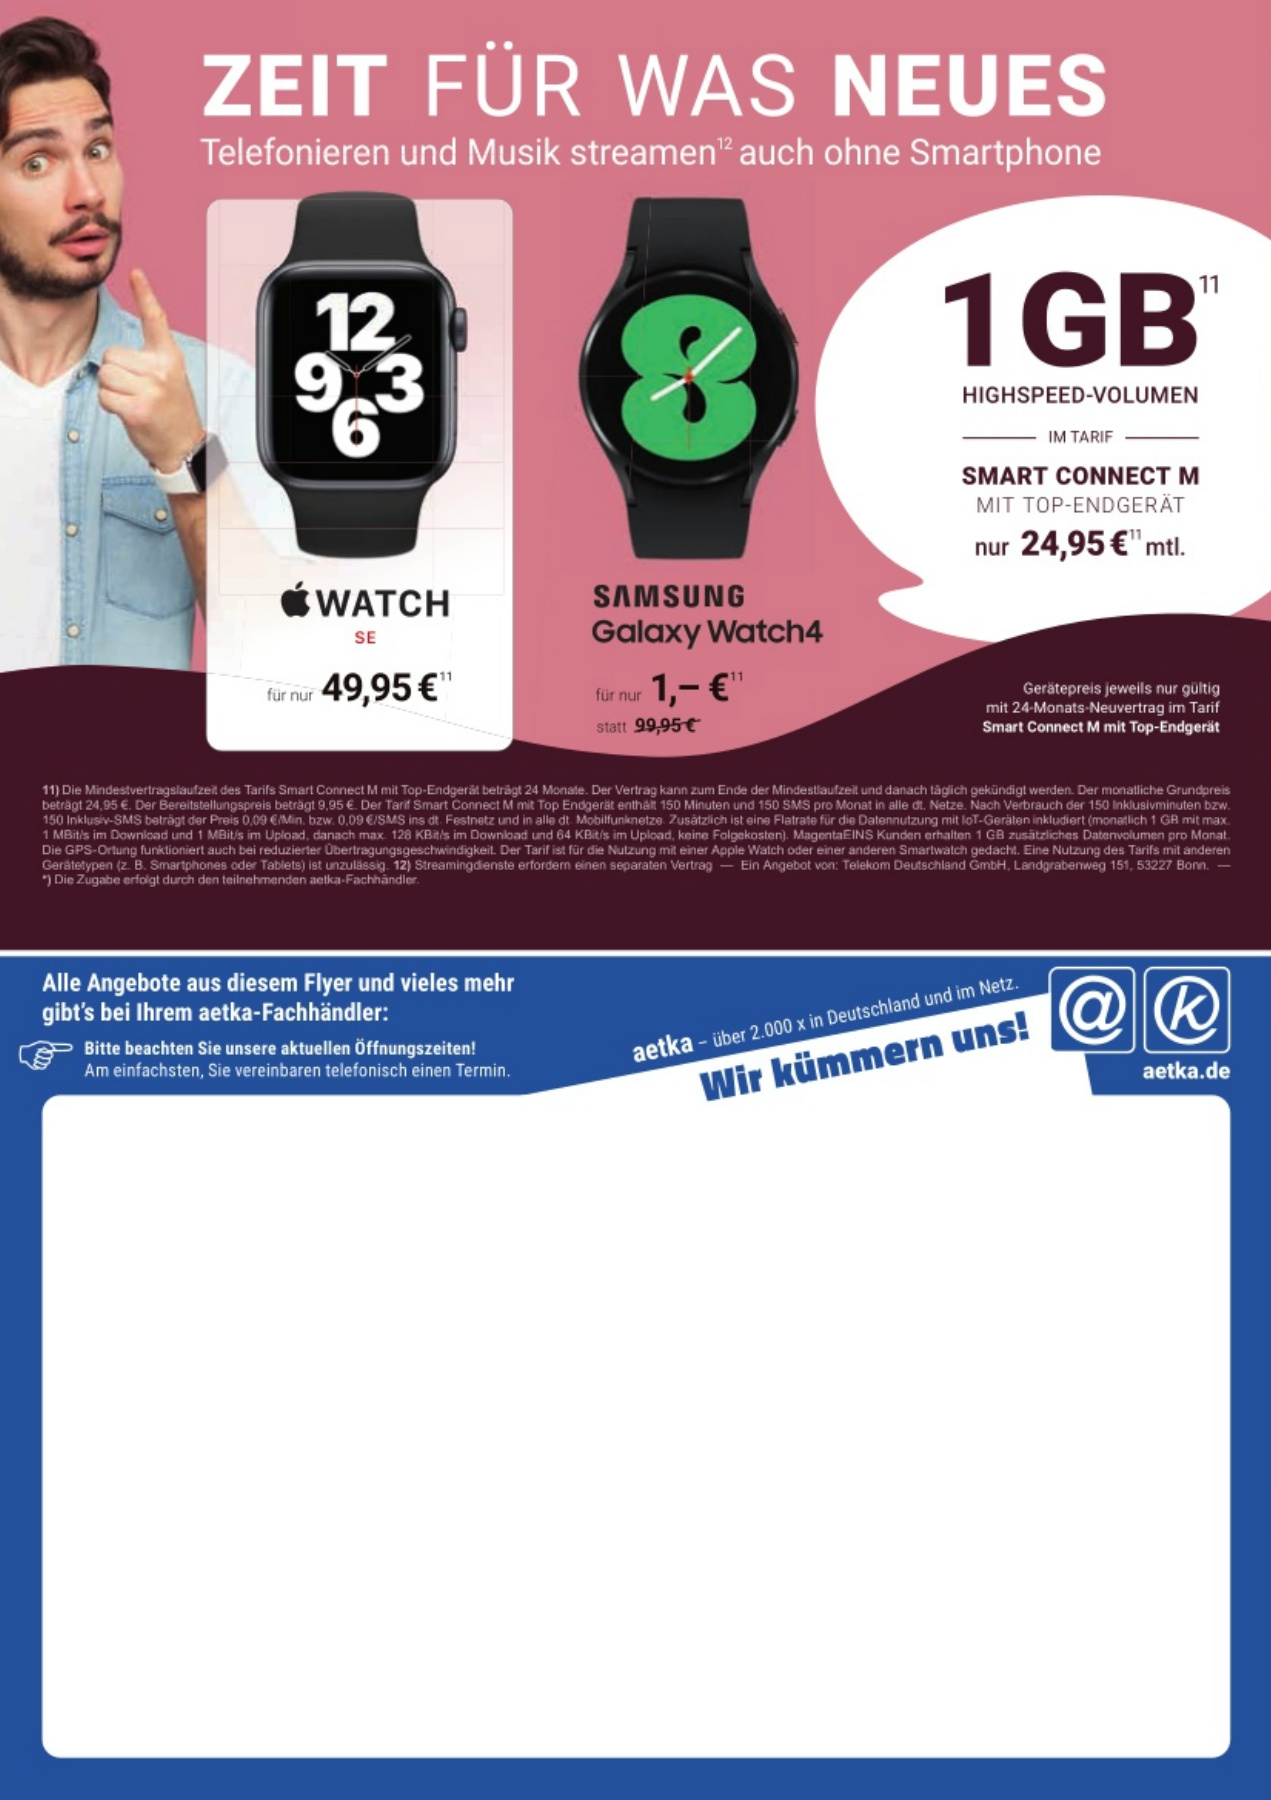 ZEIT FÜR WAS NEUES
Telefonieren und Musik streamen¹² auch ohne Smartphone
12
9 3
6
WATCH
SE
für nur 49,95 €¹¹
SAMSUNG
Galaxy Watch4
für nur 1,– €¹¹
statt 99,95 €
1 GB¹¹
HIGHSPEED-VOLUMEN
IM TARIF
SMART CONNECT M
MIT TOP-ENDGERÄT
nur 24,95 €¹¹ mtl.
Gerätepreis jeweils nur gültig
mit 24-Monats-Neuvertrag im Tarif
Smart Connect M mit Top-Endgerät
11) Die Mindestvertragslaufzeit des Tarifs Smart Connect M mit Top-Endgerät beträgt 24 Monate. Der Vertrag kann zum Ende der Mindestlaufzeit und danach täglich gekündigt werden. Der monatliche Grundpreis
beträgt 24,95 €. Der Bereitstellungspreis beträgt 9,95 €. Der Tarif Smart Connect M mit Top Endgerät enthält 150 Minuten und 150 SMS pro Monat in alle dt. Netze. Nach Verbrauch der 150 Inklusivminuten bzw.
150 Inklusiv-SMS beträgt der Preis 0,09 €/Min. bzw. 0,09 €/SMS ins dt. Festnetz und in alle dt. Mobilfunknetze. Zusätzlich ist eine Flatrate für die Datennutzung mit IoT-Geräten inkludiert (monatlich 1 GB mit max.
1 MBit/s im Download und 1 MBit/s im Upload, danach max. 128 KBit/s im Download und 64 KBit/s im Upload, keine Folgekosten). MagentaEINS Kunden erhalten 1 GB zusätzliches Datenvolumen pro Monat.
Die GPS-Ortung funktioniert auch bei reduzierter Übertragungsgeschwindigkeit. Der Tarif ist für die Nutzung mit einer Apple Watch oder einer anderen Smartwatch gedacht. Eine Nutzung des Tarifs mit anderen
Gerätetypen (z. B. Smartphones oder Tablets) ist unzulässig. 12) Streamingdienste erfordern einen separaten Vertrag — Ein Angebot von: Telekom Deutschland GmbH, Landgrabenweg 151, 53227 Bonn. —
*) Die Zugabe erfolgt durch den teilnehmenden aetka-Fachhändler.
Alle Angebote aus diesem Flyer und vieles mehr
gibt's bei Ihrem aetka-Fachhändler:
Bitte beachten Sie unsere aktuellen Öffnungszeiten!
Am einfachsten, Sie vereinbaren telefonisch einen Termin.
aetka – über 2.000 x in Deutschland und im Netz.
Wir kümmern uns!
@ k
aetka.de